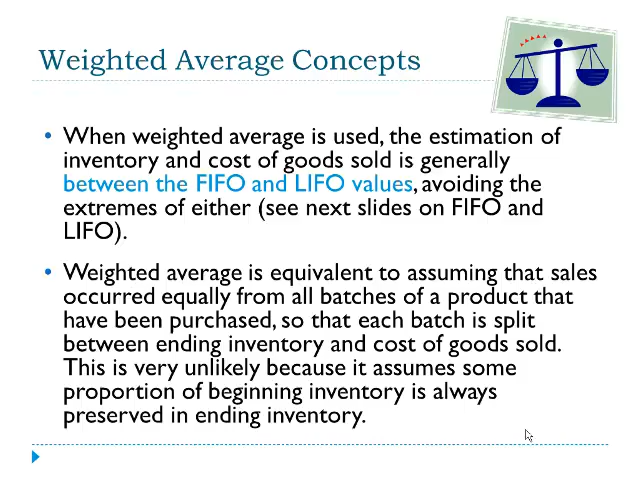 Weighted Average Concepts
• When weighted average is used, the estimation of
inventory and cost of goods sold is generally
between the FIFO and LIFO values, avoiding the
extremes of either (see next slides on FIFO and
LIFO).
• Weighted average is equivalent to assuming that sales
occurred equally from all batches of a product that
have been purchased, so that each batch is split
between ending inventory and cost of goods sold.
This is very unlikely because it assumes some
proportion of beginning inventory is always
preserved in ending inventory.